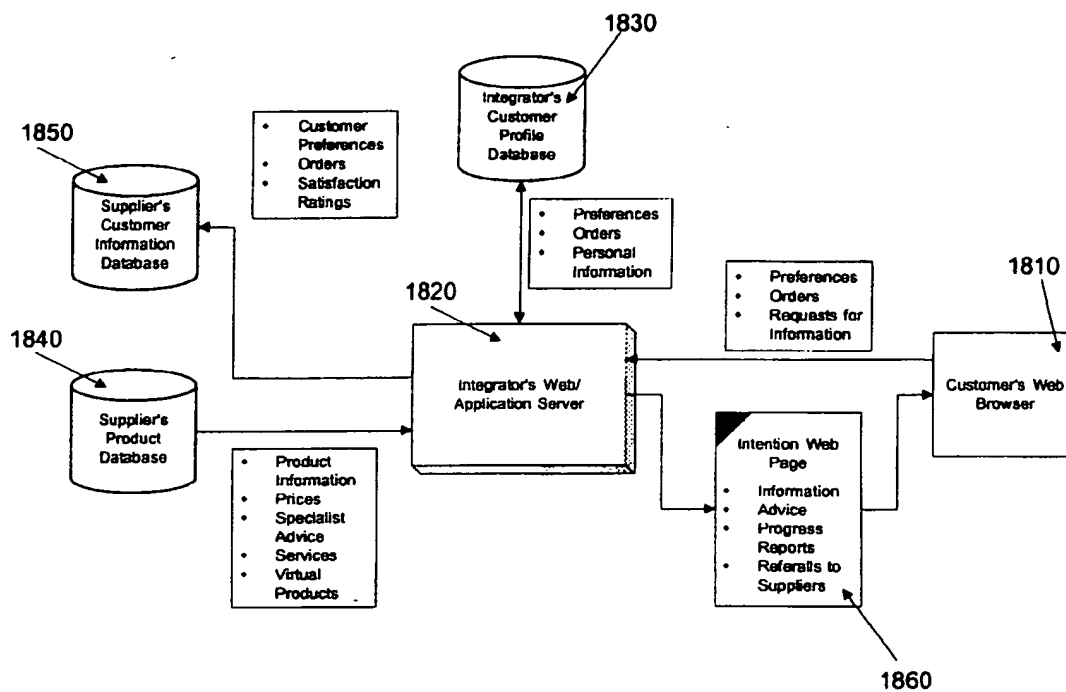 1830
Integrator's
Customer
Profile
Database
1850
• Customer
Preferences
• Orders
• Satisfaction
Ratings
Supplier's
Customer
Information
Database
• Preferences
• Orders
• Personal
Information
1820
• Preferences
• Orders
• Requests for
Information
1810
1840
Supplier's
Product
Database
Integrator's Web/
Application Server
Customer's Web
Browser
• Product
Information
• Prices
• Specialist
Advice
• Services
• Virtual
Products
Intention Web
Page
• Information
• Advice
• Progress
Reports
• Referalls to
Suppliers
1860